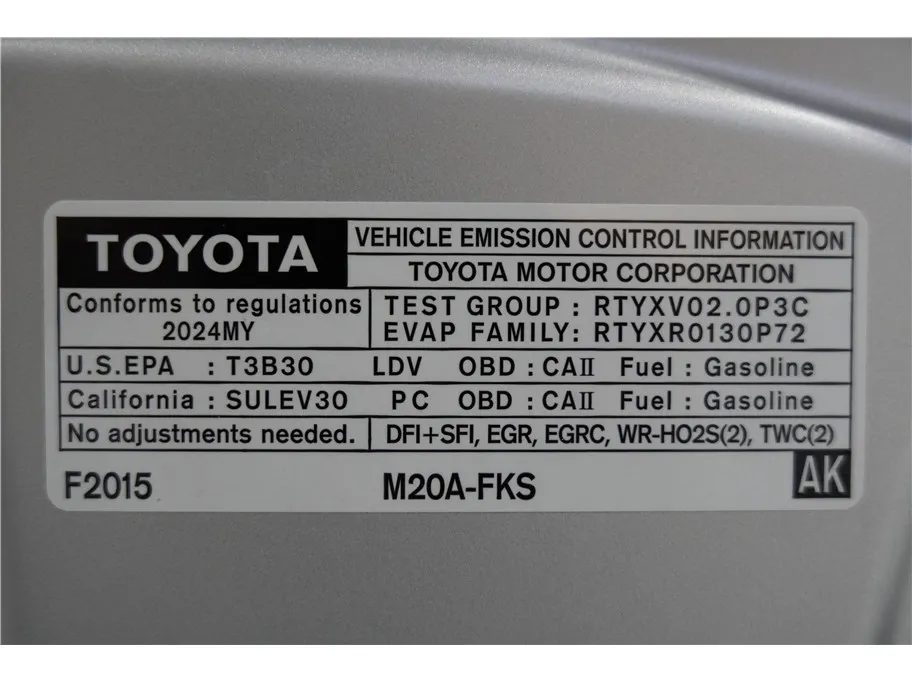 TOYOTA
VEHICLE EMISSION CONTROL INFORMATION
TOYOTA MOTOR CORPORATION
Conforms to regulations
2024MY
TEST GROUP : RTYXV02.0P3C
EVAP FAMILY: RTYXR0130P72
U.S.EPA : T3B30 LDV OBD : CAII Fuel : Gasoline
California : SULEV30 PC OBD : CAII Fuel : Gasoline
No adjustments needed. DFI+SFI, EGR, EGRC, WR-HO2S(2), TWC(2)
F2015 M20A-FKS AK